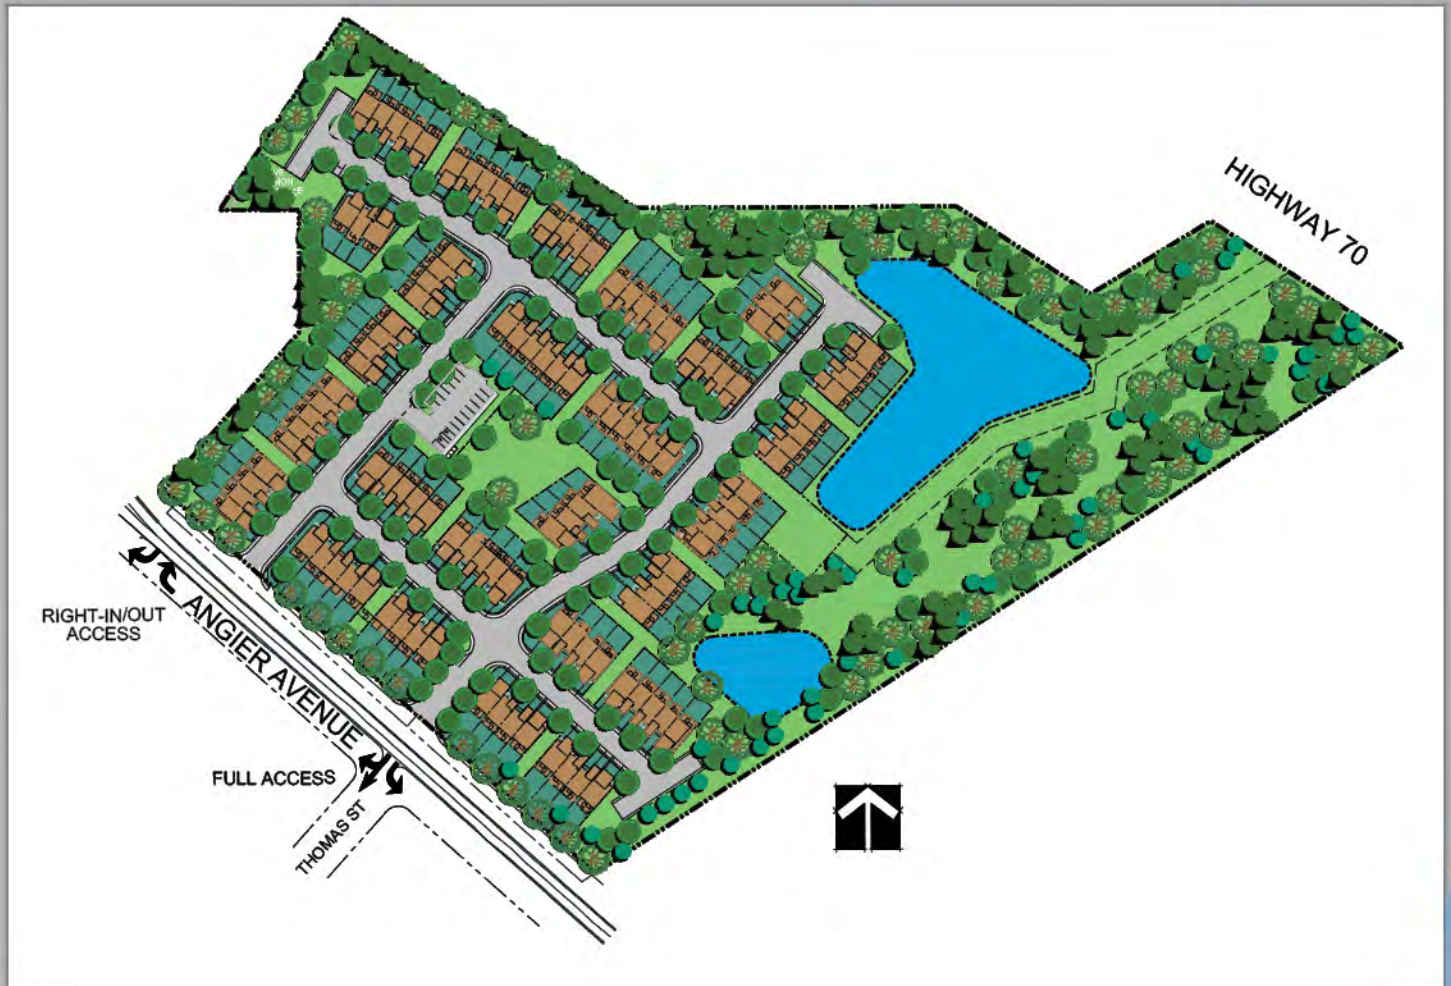 HIGHWAY 70
RIGHT-IN/OUT
ACCESS
ANGIER AVENUE
FULL ACCESS
THOMAS ST